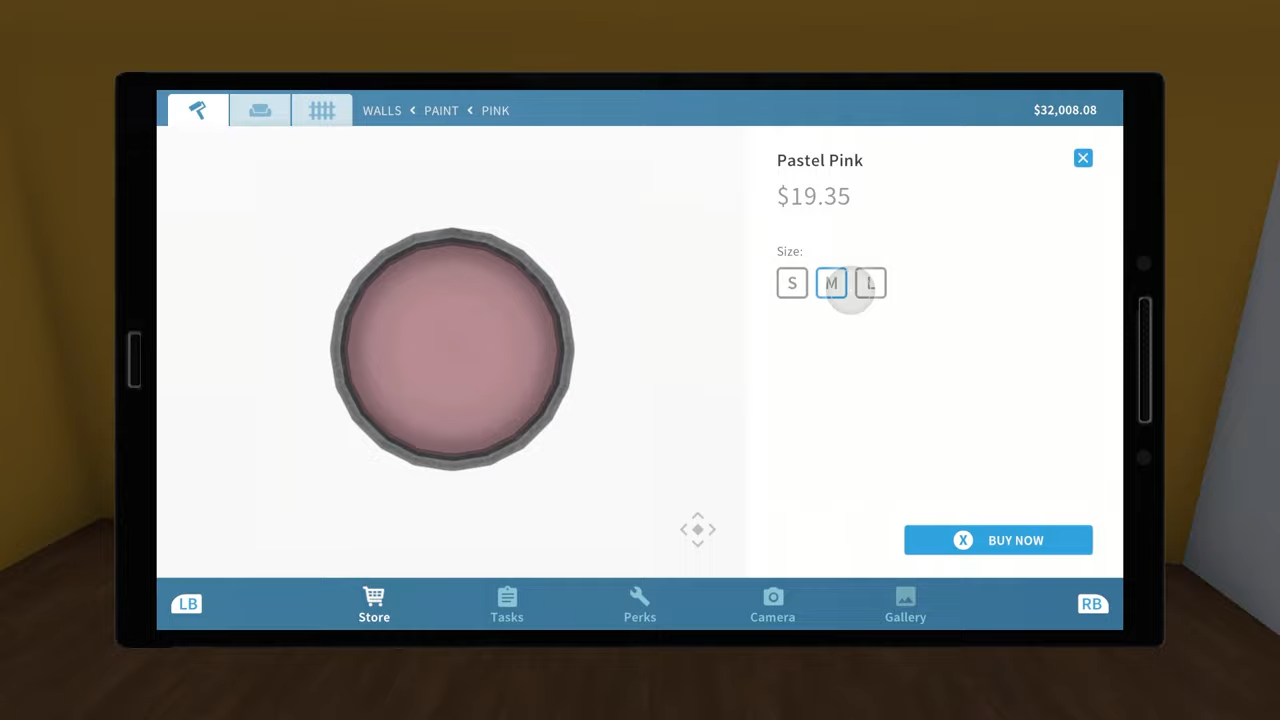 WALLS < PAINT < PINK
$32,008.08
Pastel Pink
$19.35
Size:
S M L
X BUY NOW
LB Store Tasks Perks Camera Gallery RB